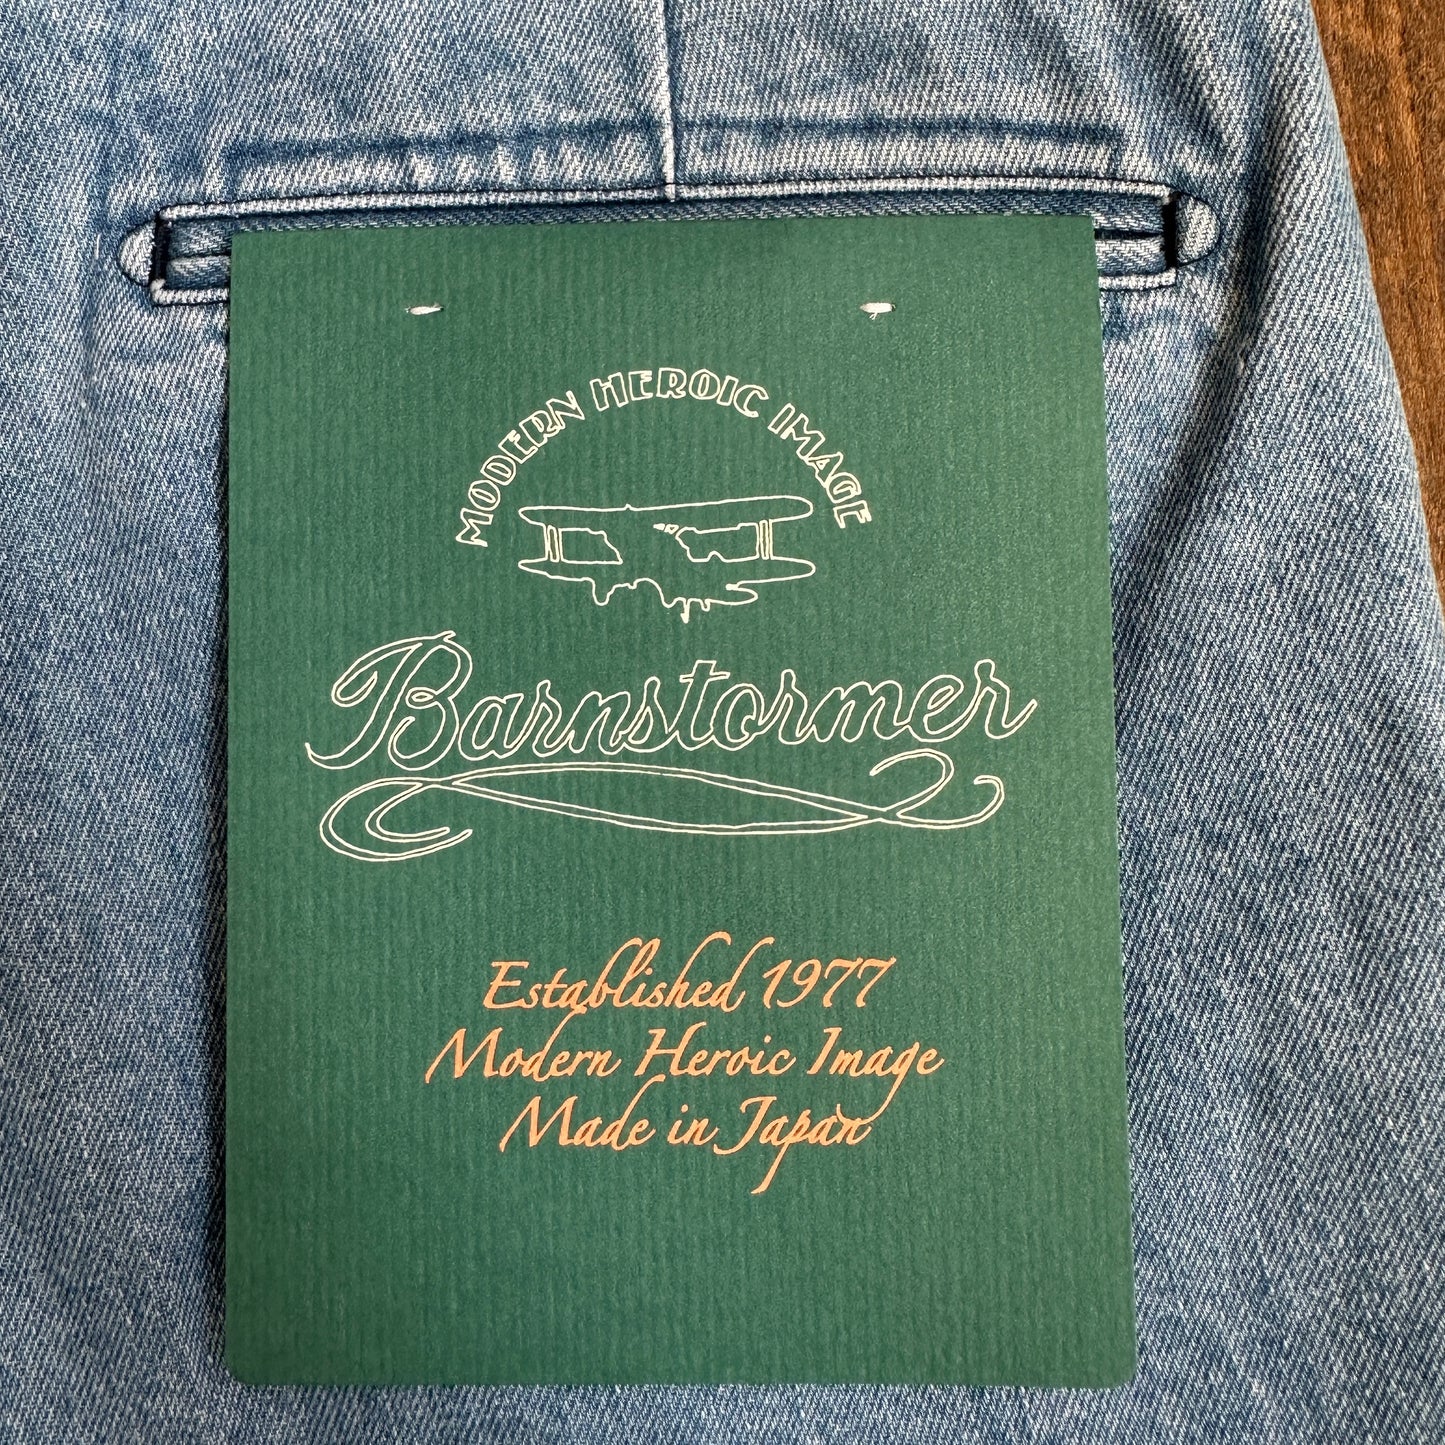 MODERN HEROIC IMAGE
Barnstormer
Established 1977
Modern Heroic Image
Made in Japan